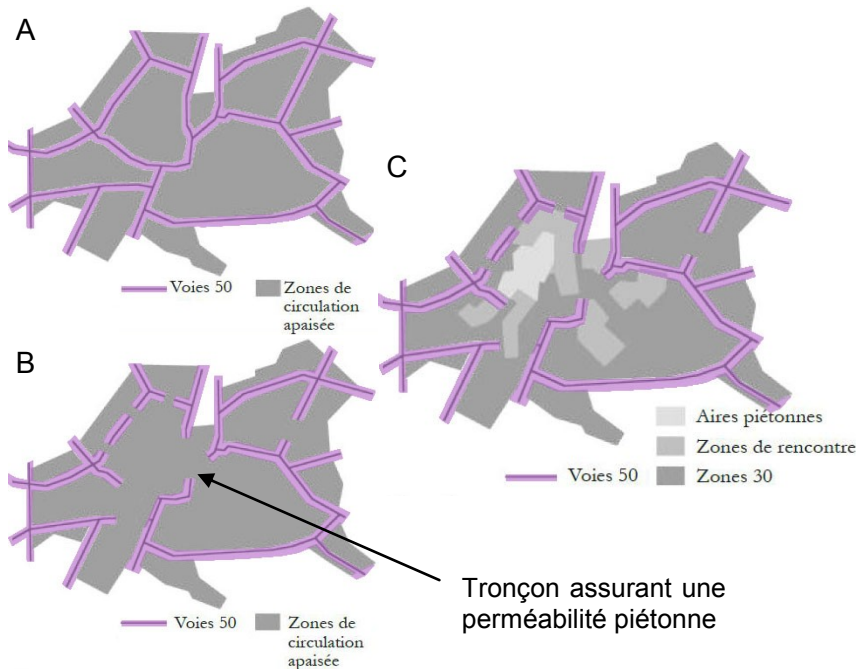 A
Voies 50
Zones de
circulation
apaisée
B
Voies 50
Zones de
circulation
apaisée
C
Aires piétonnes
Zones de rencontre
Voies 50
Zones 30
Tronçon assurant une
perméabilité piétonne